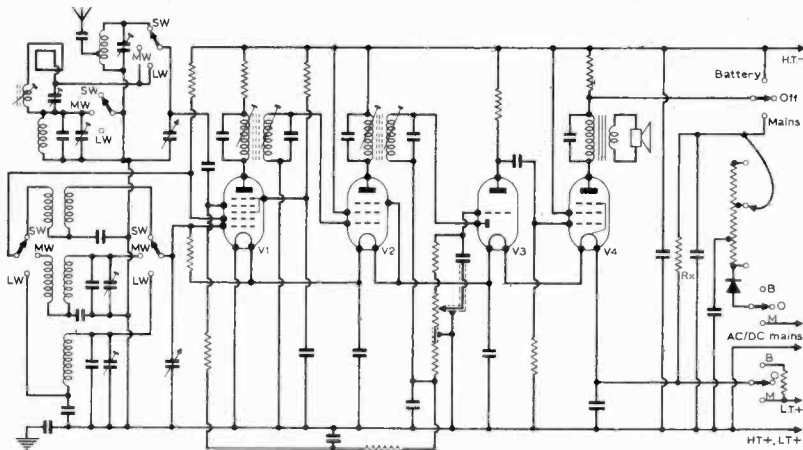 SW
MW
LW
SW
MW
LW
H.T.-
Battery
Off
Mains
V1
V2
V3
V4
SW
MW
LW
SW
MW
LW
Rx
B
O
M
AC/DC mains
B
O
M
L.T.+
HT+, LT+